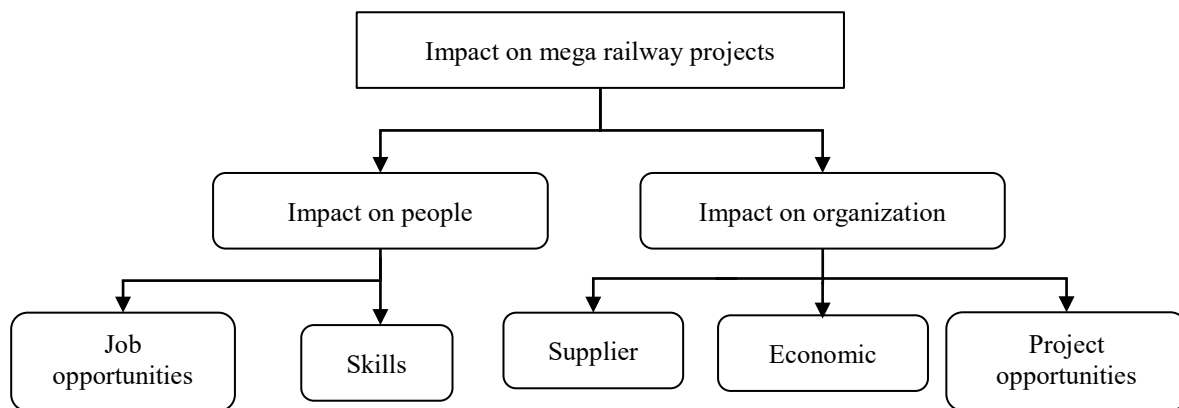 Impact on mega railway projects
Impact on people
Impact on organization
Job
opportunities
Skills
Supplier
Economic
Project
opportunities